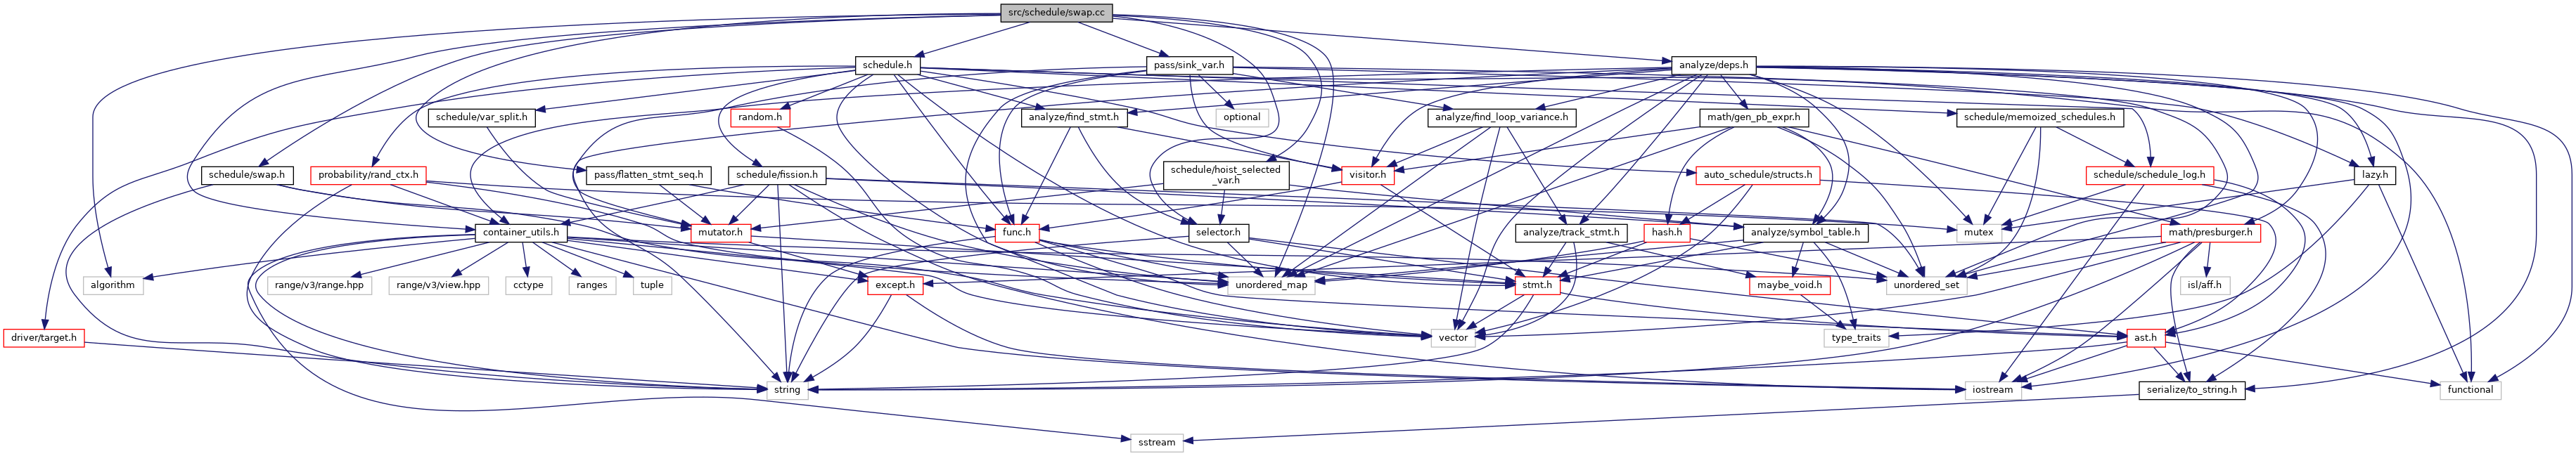 src/schedule/swap.cc
schedule.h
pass/sink_var.h
analyze/deps.h
schedule/var_split.h
random.h
analyze/find_stmt.h
optional
analyze/find_loop_variance.h
math/gen_pb_expr.h
schedule/memoized_schedules.h
schedule/swap.h
probability/rand_ctx.h
pass/flatten_stmt_seq.h
schedule/fission.h
schedule/hoist_selected
_var.h
visitor.h
auto_schedule/structs.h
schedule/schedule_log.h
lazy.h
container_utils.h
mutator.h
func.h
selector.h
analyze/track_stmt.h
hash.h
analyze/symbol_table.h
mutex
math/presburger.h
algorithm
range/v3/range.hpp
range/v3/view.hpp
cctype
ranges
tuple
except.h
unordered_map
stmt.h
maybe_void.h
unordered_set
isl/aff.h
driver/target.h
vector
type_traits
ast.h
string
iostream
serialize/to_string.h
functional
sstream